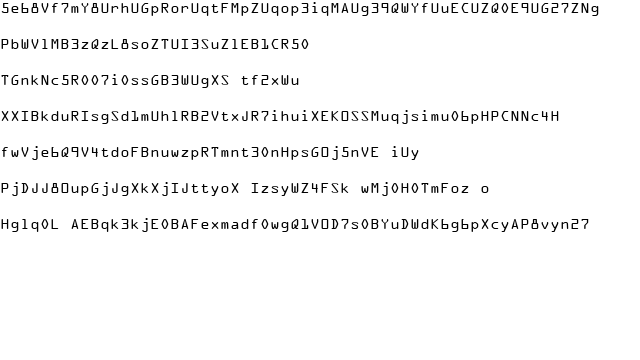 5e68Vf7mY8UrhUGpRorUqtFMpZUqop3iqMAUg39QWYfUuECUZQ0E9UG27ZNg
PbWV1MB3zQzL8soZTUI3SuZ1EB1CR50
TGnkNc5R007i0ssGB3WUgXS tf2xWu
XXIBkduRIsgSd1mUh1RB2VtxJR7ihuiXEKOSSMuqjsimu06pHPCNNc4H
fwVje6Q9V4tdoFBnuwzpRTmnt30nHpsGOj5nVE iUy
PjDJJ8OupGjJgXkXjIJttyoX IzsyWZ4FSk wMj0H0TmFoz o
Hg1q0L AEBqk3kjE0BAFexmadf0wgQ1VOD7s0BYuDWdK6g6pXcyAP8vyn27